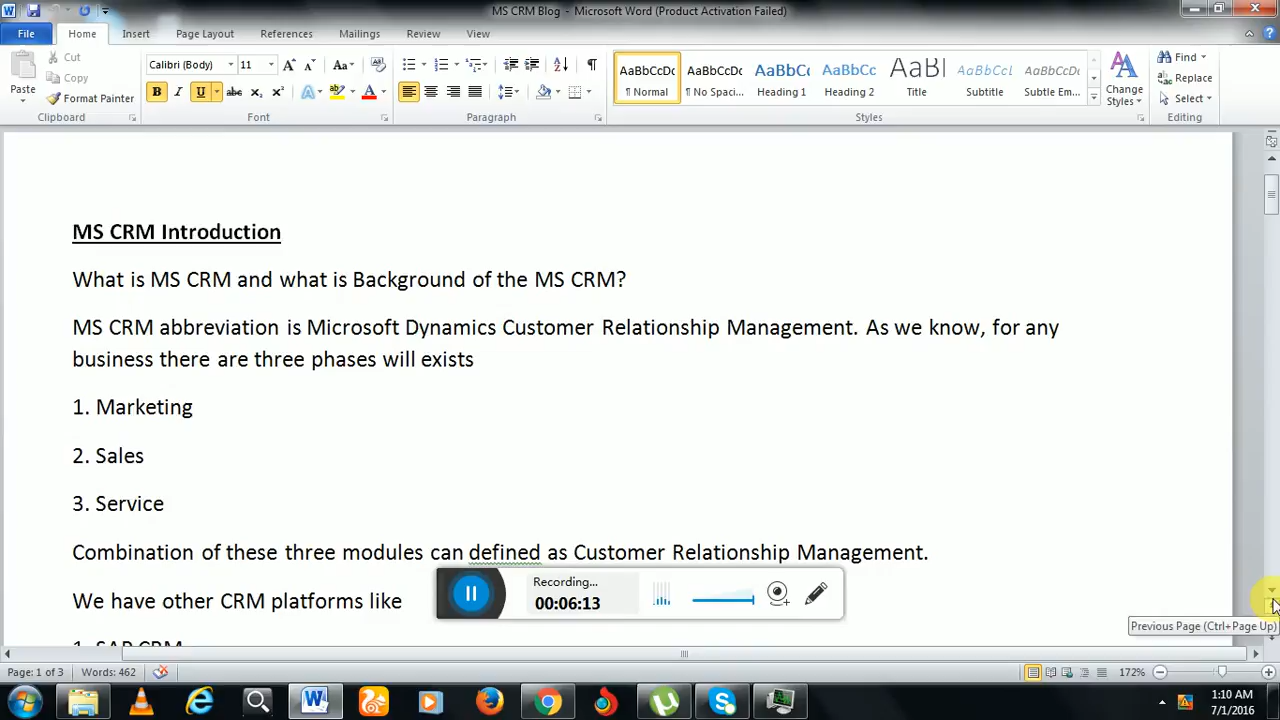 MS CRM Blog - Microsoft Word (Product Activation Failed)
File Home Insert Page Layout References Mailings Review View
Paste
Cut
Copy
Format Painter
Clipboard
Calibri (Body) 11
Font
Paragraph
AaBbCcDc AaBbCcDc AaBbCc AaBbCc AaBl AaBbCcDc AaBbCcDc
¶ Normal ¶ No Spaci... Heading 1 Heading 2 Title Subtitle Subtle Em...
Change Styles
Styles
Find
Replace
Select
Editing
MS CRM Introduction
What is MS CRM and what is Background of the MS CRM?
MS CRM abbreviation is Microsoft Dynamics Customer Relationship Management. As we know, for any
business there are three phases will exists
1. Marketing
2. Sales
3. Service
Combination of these three modules can defined as Customer Relationship Management.
We have other CRM platforms like
1. SAP CRM
Recording...
00:06:13
Previous Page (Ctrl+Page Up)
Page: 1 of 3 Words: 462 172%
1:10 AM
7/1/2016